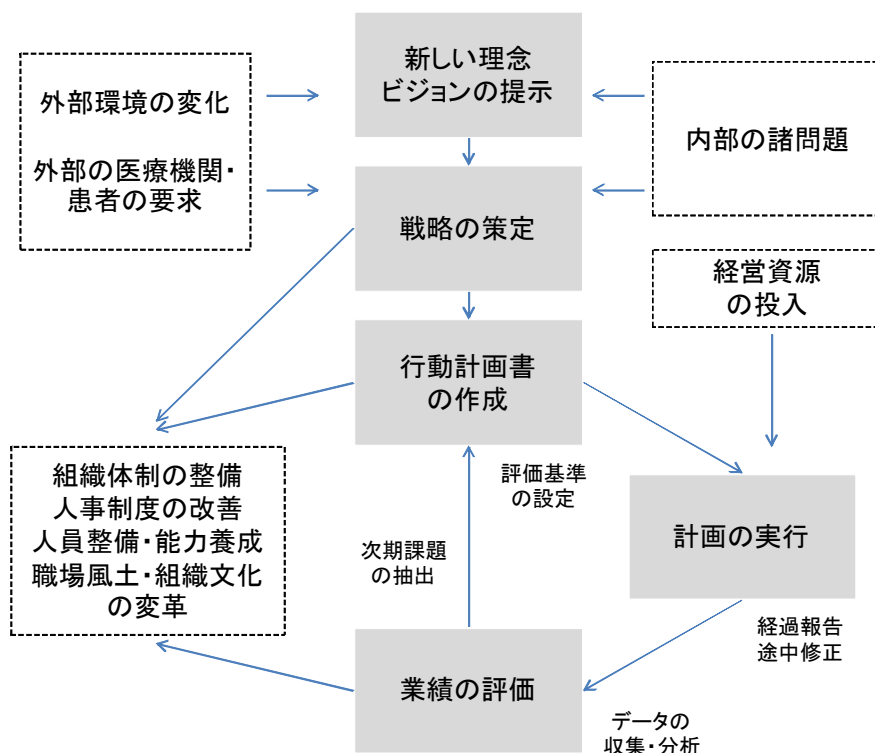 新しい理念
ビジョンの提示
外部環境の変化
外部の医療機関・
患者の要求
内部の諸問題
戦略の策定
経営資源
の投入
行動計画書
の作成
組織体制の整備
人事制度の改善
人員整備・能力養成
職場風土・組織文化
の変革
評価基準
の設定
次期課題
の抽出
計画の実行
経過報告
途中修正
業績の評価
データの
収集・分析